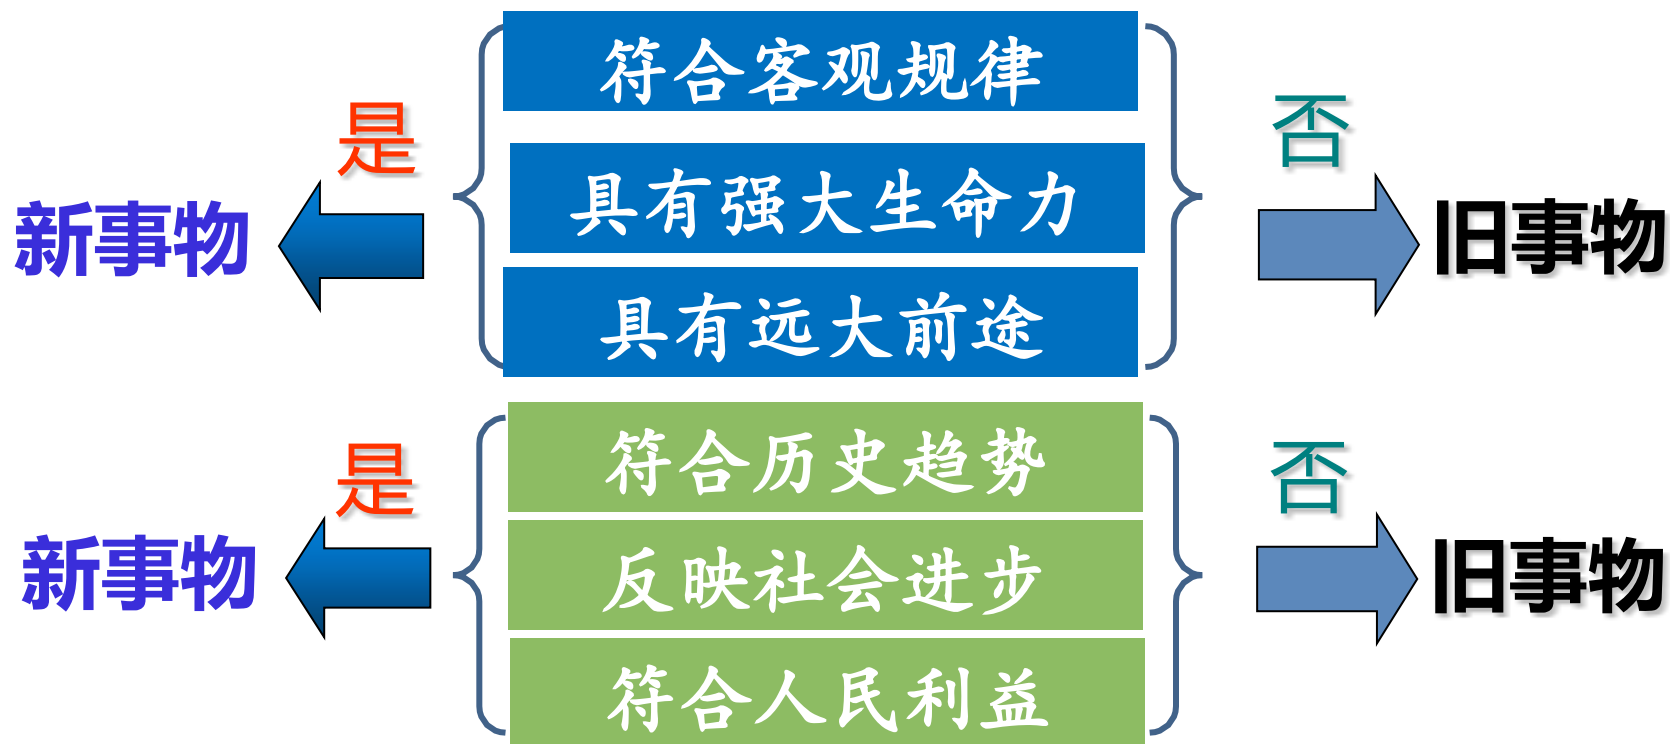 符合客观规律
是
否
具有强大生命力
新事物
旧事物
具有远大前途
符合历史趋势
是
否
反映社会进步
新事物
旧事物
符合人民利益